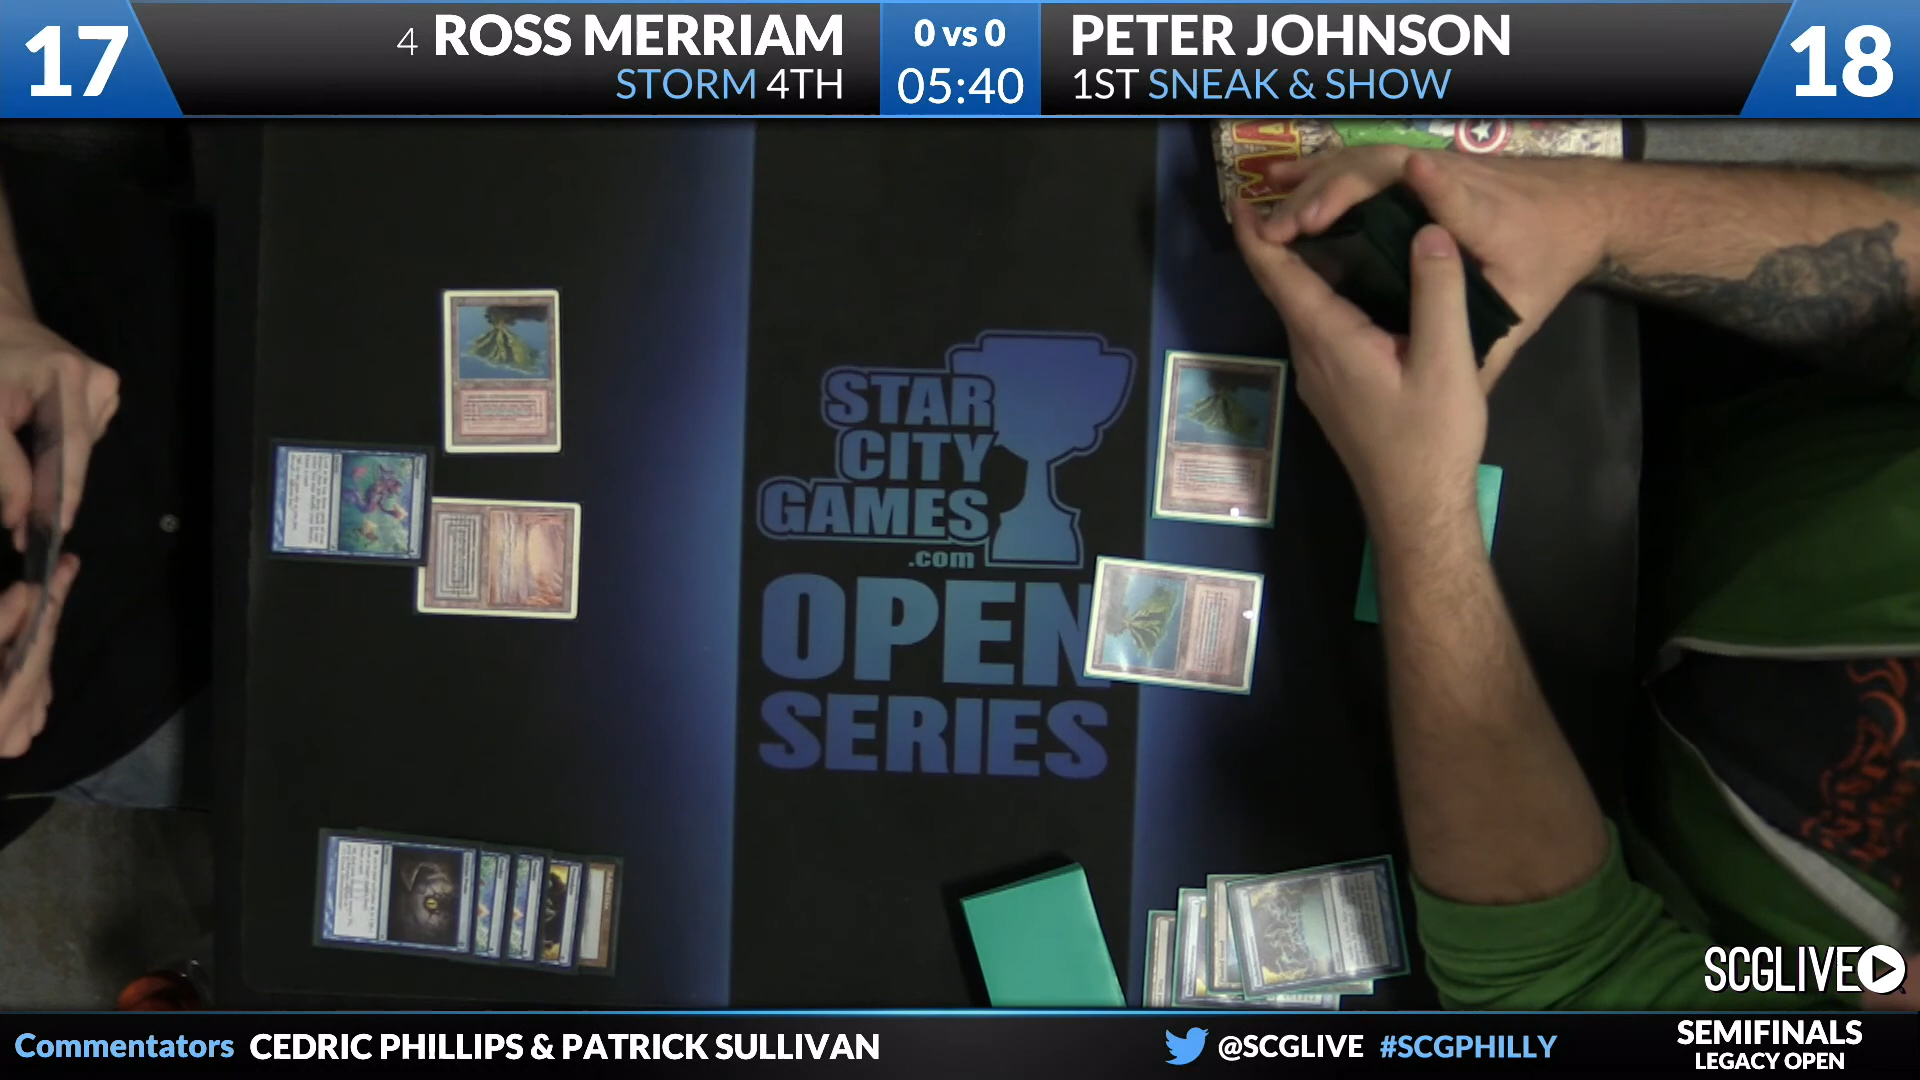 17
4 ROSS MERRIAM
STORM 4TH
0 vs 0
05:40
PETER JOHNSON
1ST SNEAK & SHOW
18
MA
STAR
CITY
GAMES
.com
OPEN
SERIES
SCGLIVE
Commentators CEDRIC PHILLIPS & PATRICK SULLIVAN
@SCGLIVE #SCGPHILLY
SEMIFINALS
LEGACY OPEN